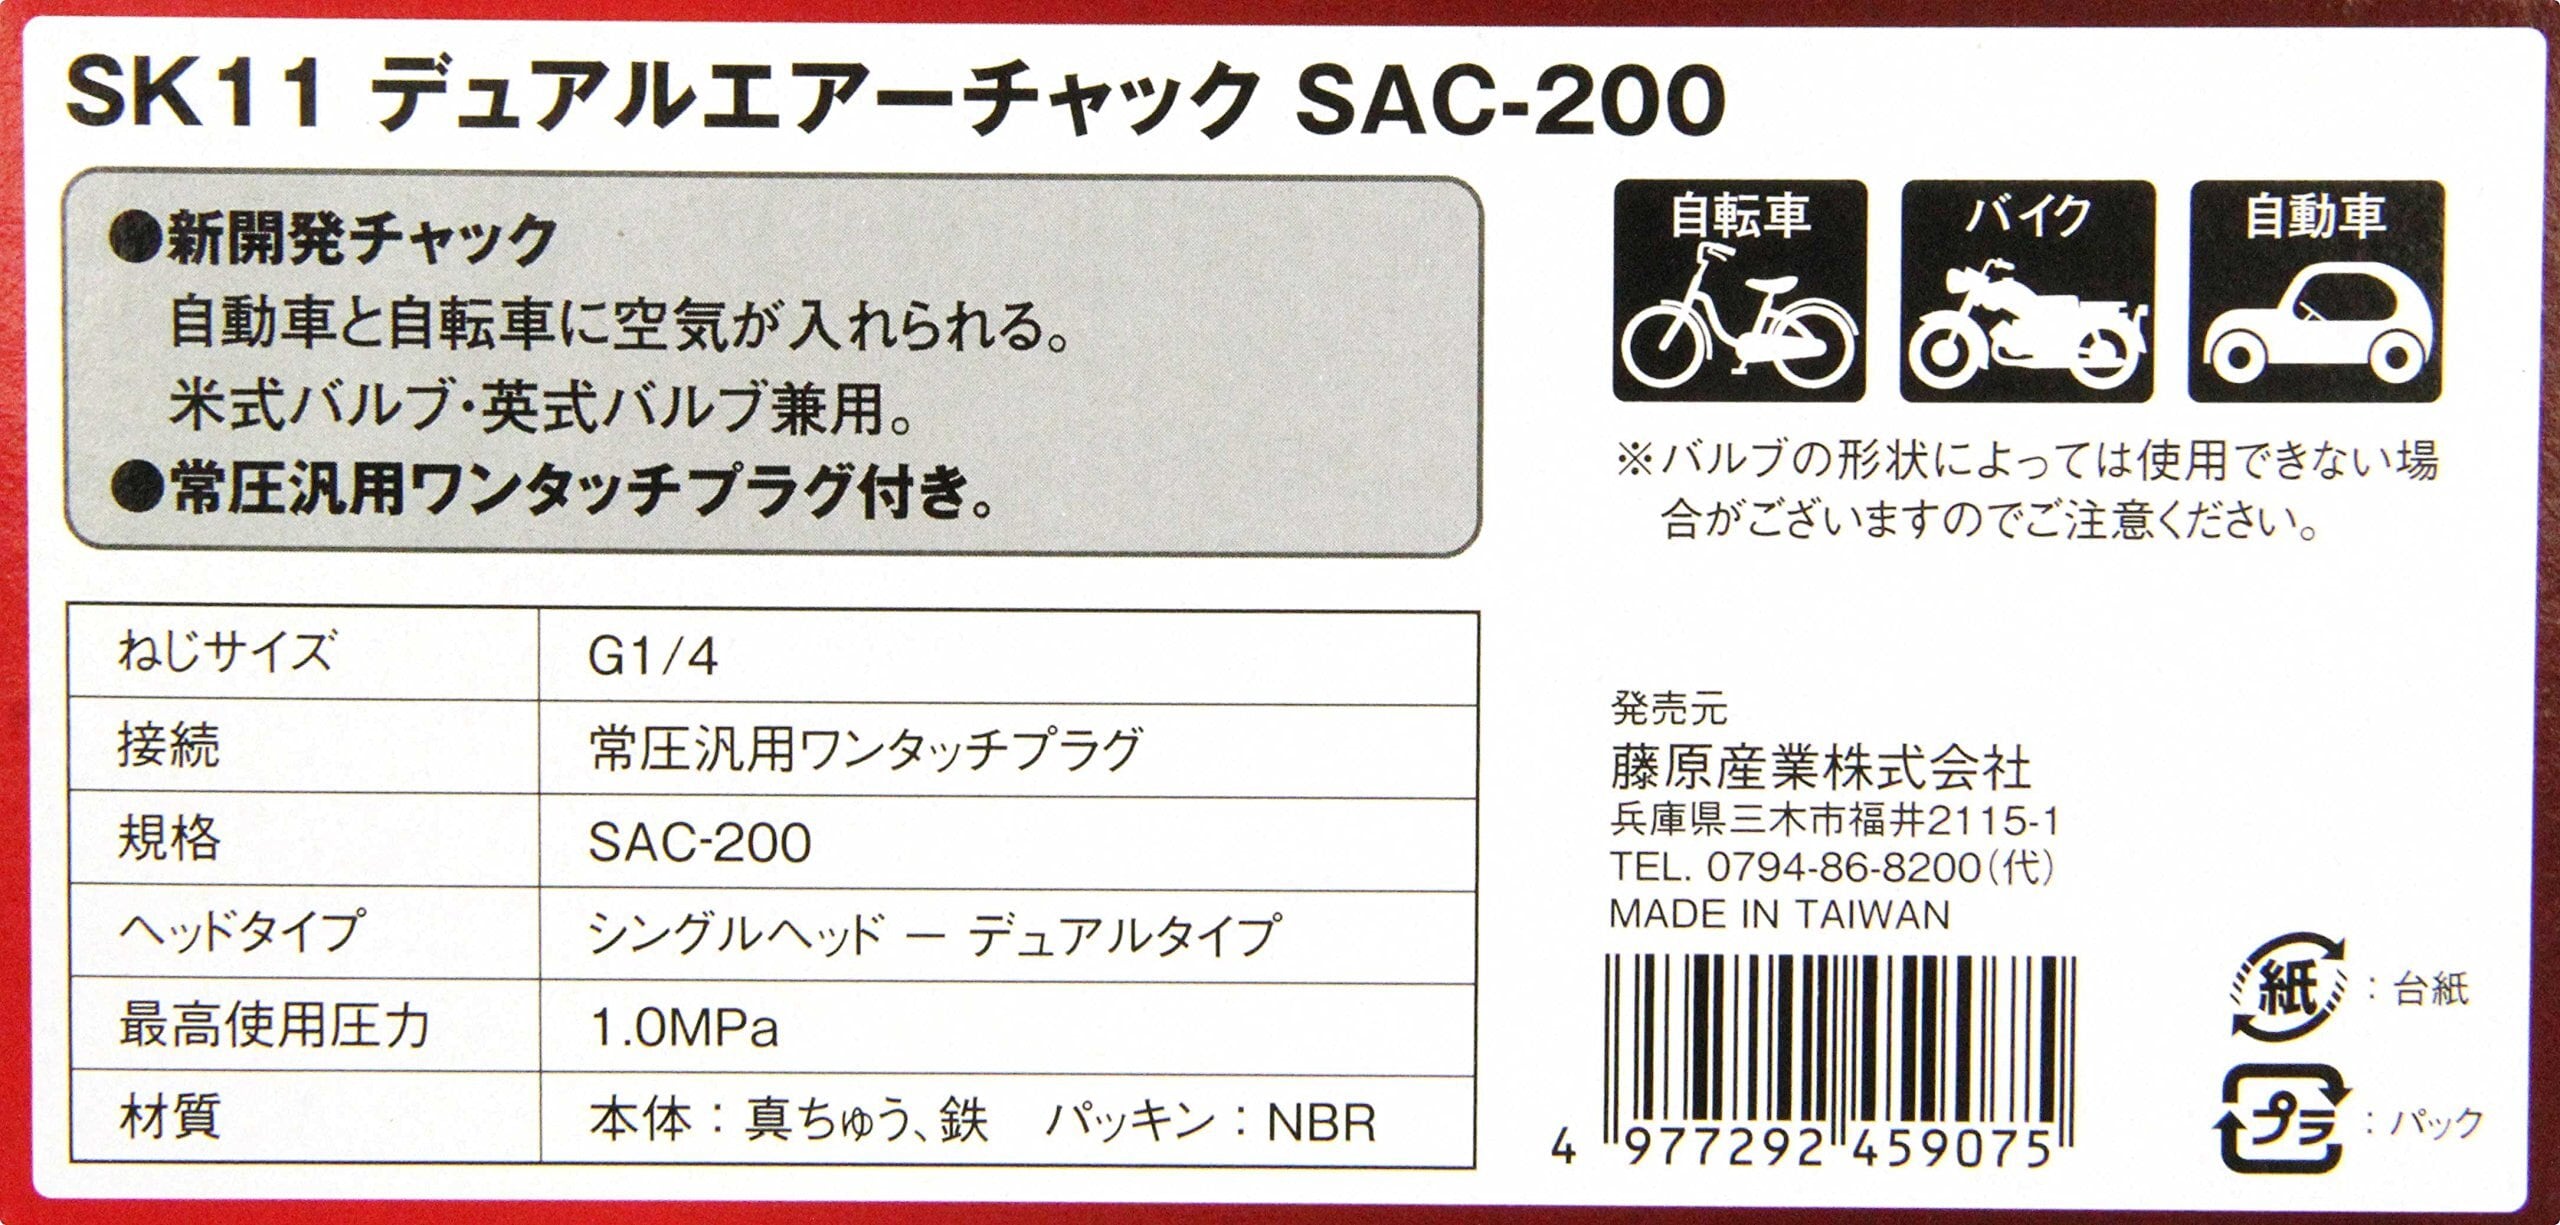 SK11 デュアルエアーチャック SAC-200
●新開発チャック
自動車と自転車に空気が入れられる。
米式バルブ・英式バルブ兼用。
●常圧汎用ワンタッチプラグ付き。
自転車
バイク
自動車
※バルブの形状によっては使用できない場
合がございますのでご注意ください。
ねじサイズ G1/4
接続 常圧汎用ワンタッチプラグ
規格 SAC-200
ヘッドタイプ シングルヘッド − デュアルタイプ
最高使用圧力 1.0MPa
材質 本体：真ちゅう、鉄 パッキン：NBR
発売元
藤原産業株式会社
兵庫県三木市福井2115-1
TEL. 0794-86-8200（代）
MADE IN TAIWAN
4 977292 459075
紙：台紙
プラ：パック